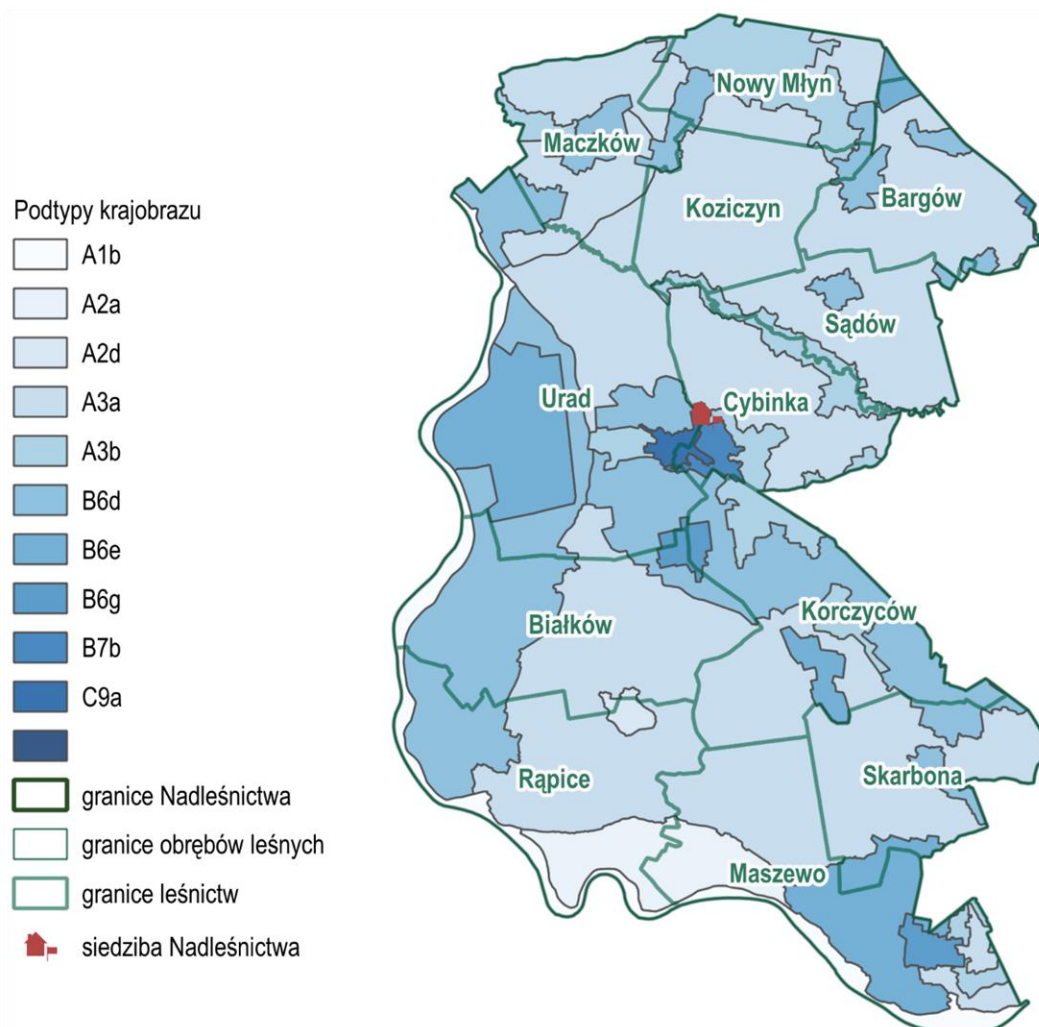 Nowy Młyn
Maczków
Bargów
Koziczyn
Podtypy krajobrazu
A1b
A2a
A2d
A3a
A3b
B6d
B6e
B6g
B7b
C9a
Sądów
Urad
Cybinka
Korczyców
Białków
Rąpice
Skarbona
Maszewo
granice Nadleśnictwa
granice obrębów leśnych
granice leśnictw
siedziba Nadleśnictwa